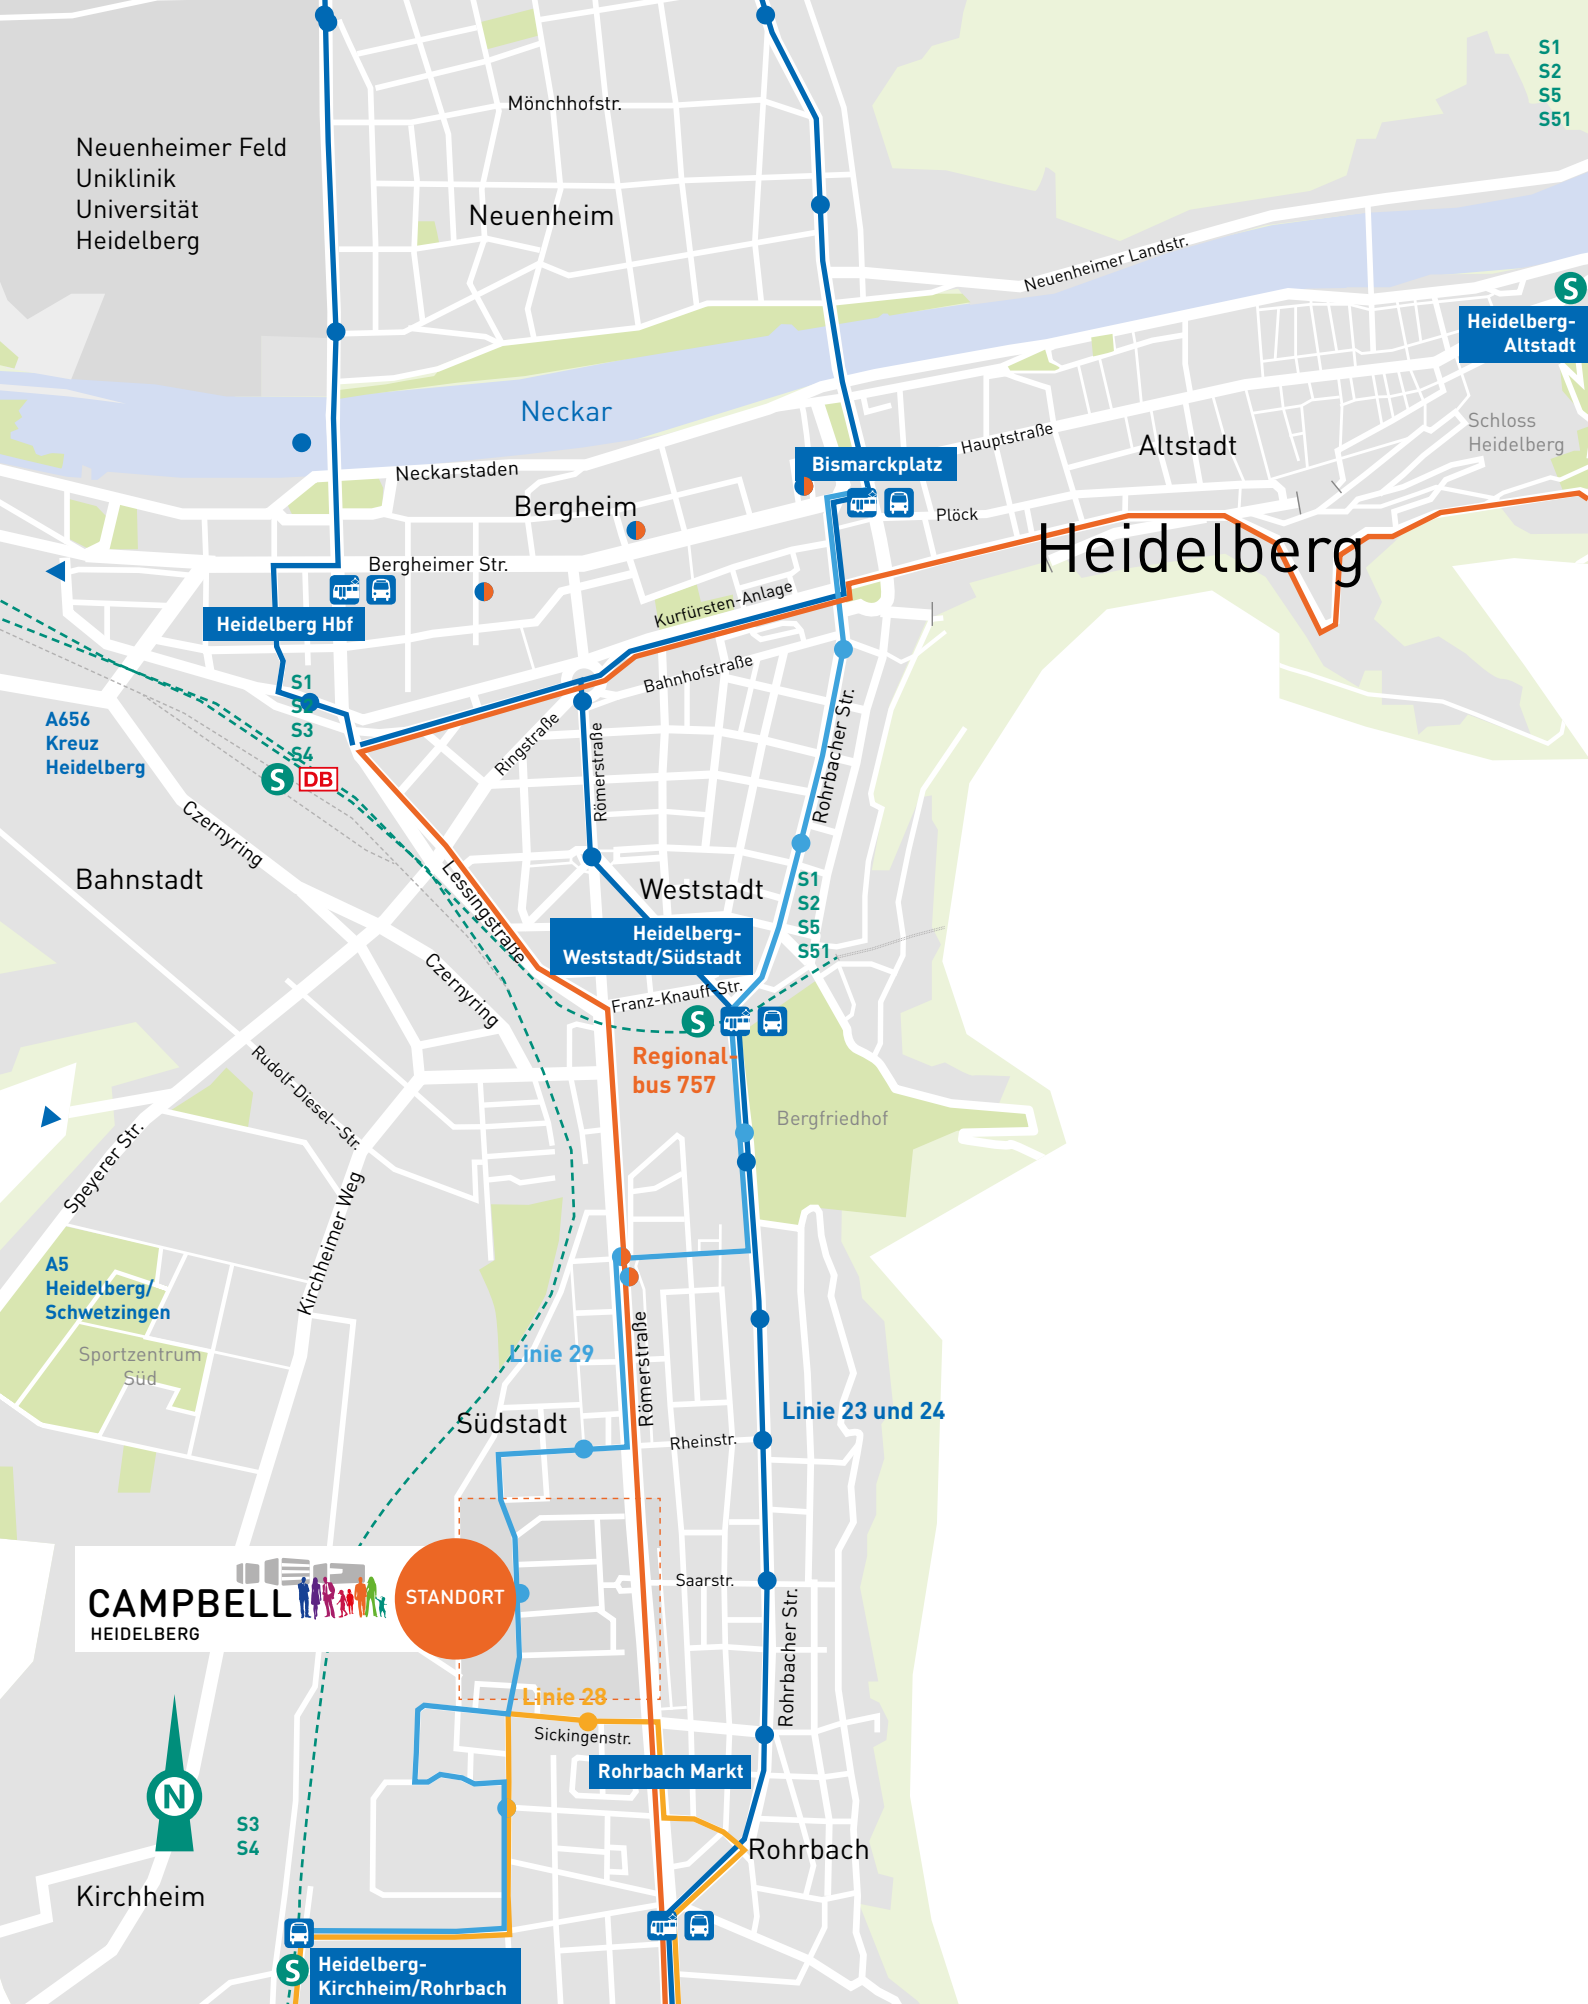 S1
S2
S5
S51
Mönchhofstr.
Neuenheimer Feld
Uniklinik
Universität
Heidelberg
Neuenheim
Neuenheimer Landstr.
S
Heidelberg-
Altstadt
Neckar
Schloss
Heidelberg
Hauptstraße
Altstadt
Bismarckplatz
Neckarstaden
Bergheim
Plöck
Heidelberg
Bergheimer Str.
Kurfürsten-Anlage
Heidelberg Hbf
Bahnhofstraße
S1
S2
S3
S4
S
DB
A656
Kreuz
Heidelberg
Ringstraße
Römerstraße
Rohrbacher Str.
Czernyring
Bahnstadt
Lessingstraße
Weststadt
S1
S2
S5
S51
Heidelberg-
Weststadt/Südstadt
Czernyring
Franz-Knauff-Str.
S
Regional-
bus 757
Rudolf-Diesel--Str.
Bergfriedhof
Speyerer Str.
Kirchheimer Weg
A5
Heidelberg/
Schwetzingen
Sportzentrum
Süd
Linie 29
Römerstraße
Linie 23 und 24
Südstadt
Rheinstr.
CAMPBELL
HEIDELBERG
STANDORT
Saarstr.
Rohrbacher Str.
Linie 28
Sickingenstr.
Rohrbach Markt
N
S3
S4
Rohrbach
Kirchheim
S
Heidelberg-
Kirchheim/Rohrbach